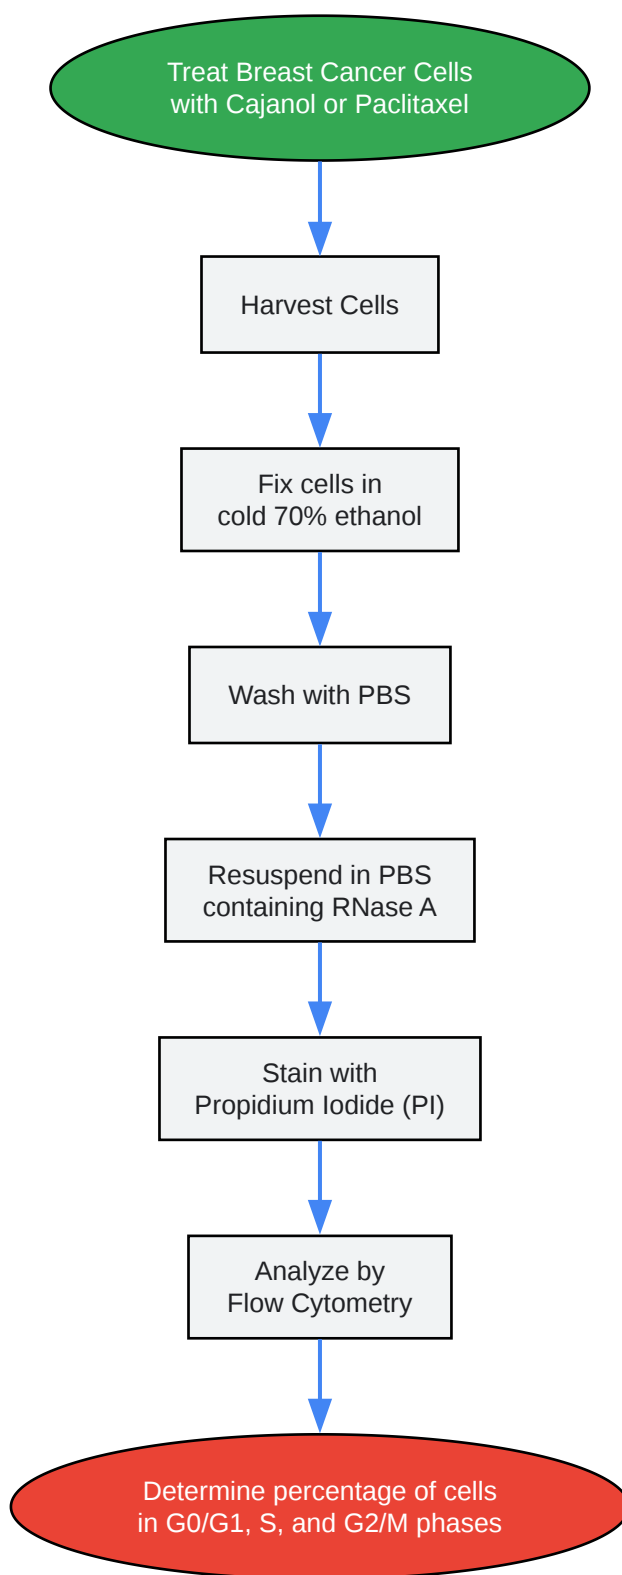 Treat Breast Cancer Cells
with Cajanol or Paclitaxel
Harvest Cells
Fix cells in
cold 70% ethanol
Wash with PBS
Resuspend in PBS
containing RNase A
Stain with
Propidium Iodide (PI)
Analyze by
Flow Cytometry
Determine percentage of cells
in G0/G1, S, and G2/M phases